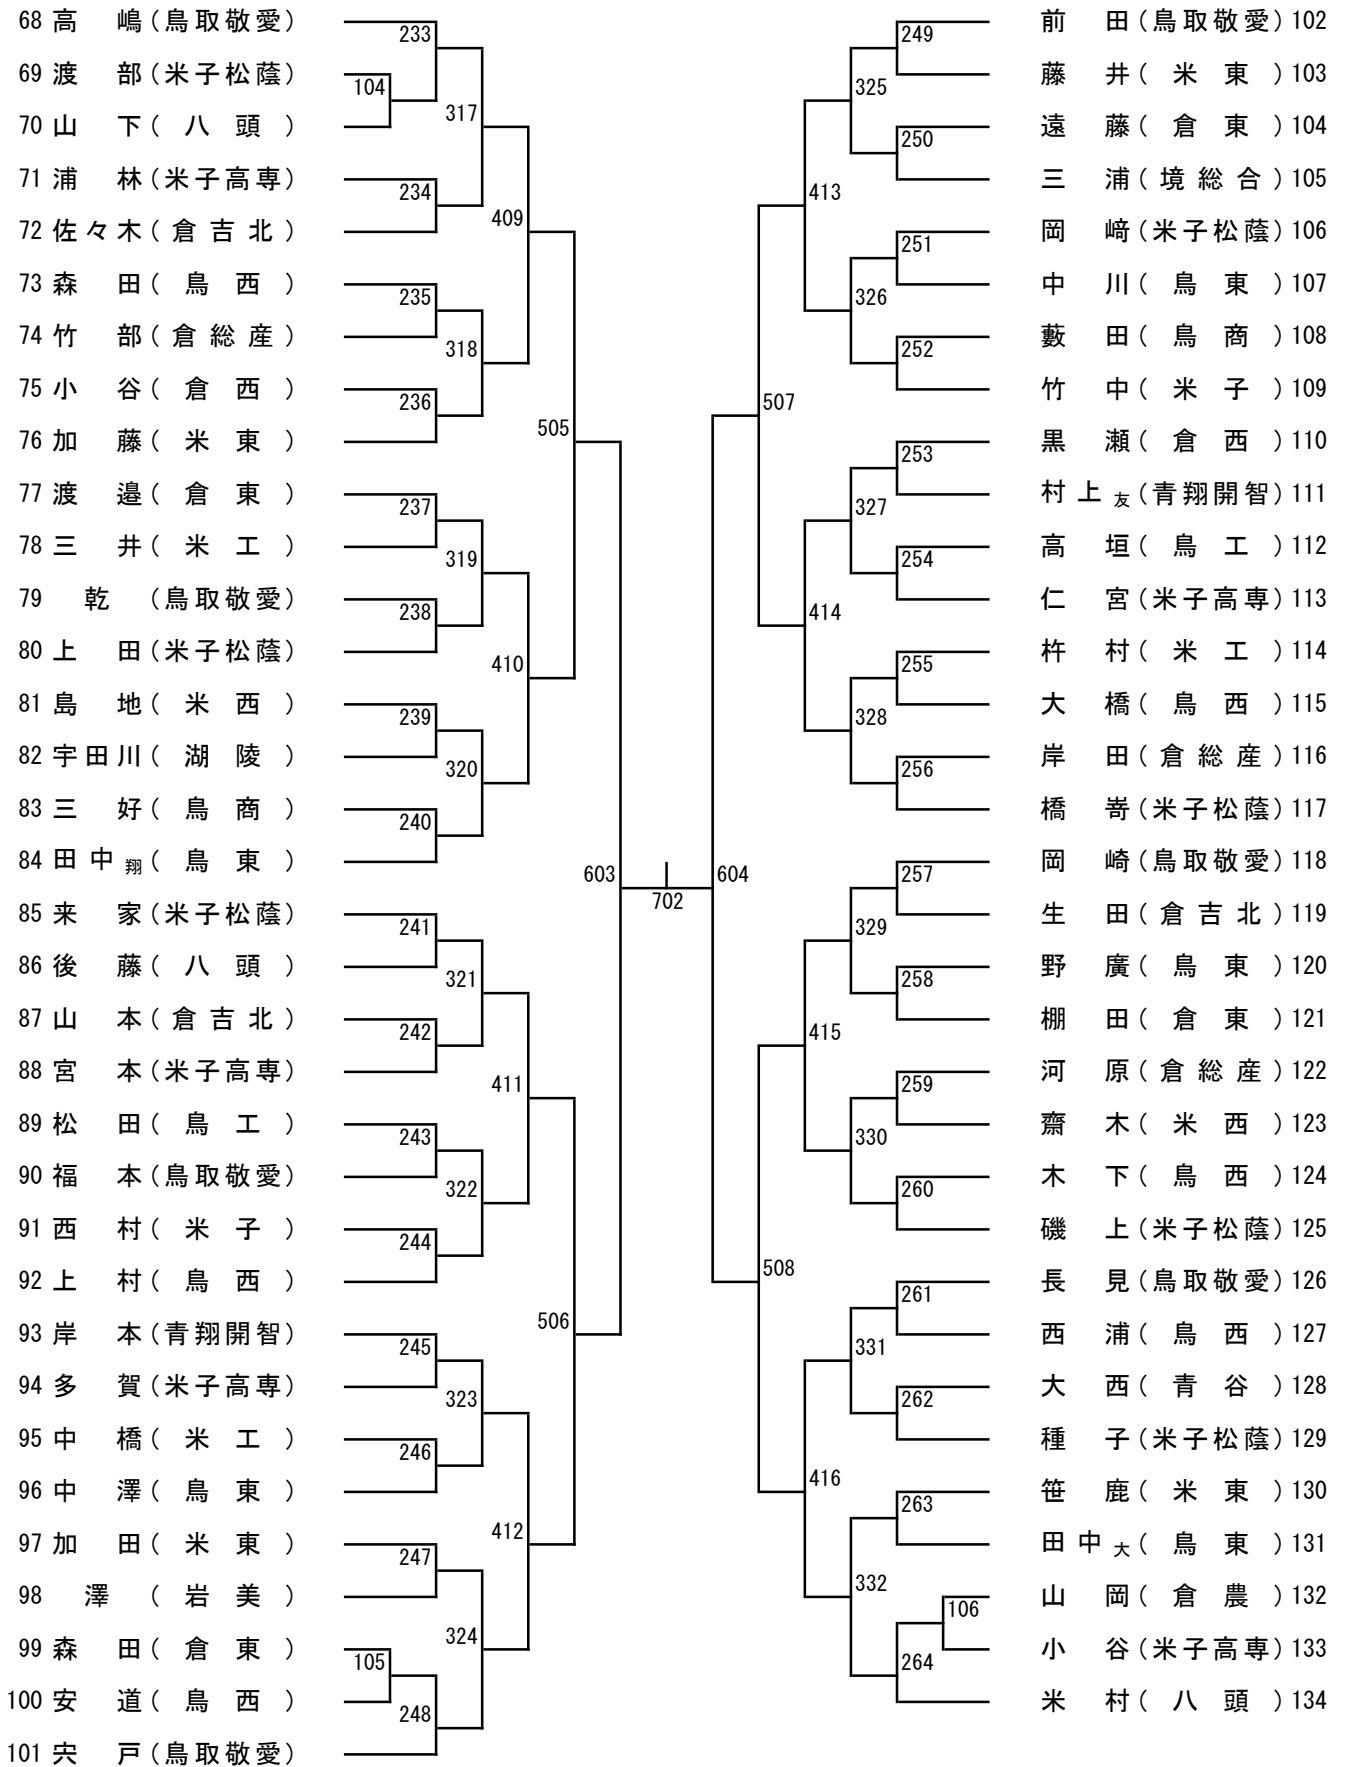 68 高嶋(鳥取敬愛)
69 渡部(米子松蔭)
70 山下(八頭)
71 浦林(米子高専)
72 佐々木(倉吉北)
73 森田(鳥西)
74 竹部(倉総産)
75 小谷(倉西)
76 加藤(米東)
77 渡邉(倉東)
78 三井(米工)
79 乾(鳥取敬愛)
80 上田(米子松蔭)
81 島地(米西)
82 宇田川(湖陵)
83 三好(鳥商)
84 田中翔(鳥東)
85 来家(米子松蔭)
86 後藤(八頭)
87 山本(倉吉北)
88 宮本(米子高専)
89 松田(鳥工)
90 福本(鳥取敬愛)
91 西村(米子)
92 上村(鳥西)
93 岸本(青翔開智)
94 多賀(米子高専)
95 中橋(米工)
96 中澤(鳥東)
97 加田(米東)
98 澤(岩美)
99 森田(倉東)
100 安道(鳥西)
101 宍戸(鳥取敬愛)
104
105
233
234
235
236
237
238
239
240
241
242
243
244
245
246
247
248
317
318
319
320
321
322
323
324
409
410
411
412
505
506
603
702
604
507
508
413
414
415
416
325
326
327
328
329
330
331
332
249
250
251
252
253
254
255
256
257
258
259
260
261
262
263
264
106
前田(鳥取敬愛)102
藤井(米東)103
遠藤(倉東)104
三浦(境総合)105
岡﨑(米子松蔭)106
中川(鳥東)107
藪田(鳥商)108
竹中(米子)109
黒瀬(倉西)110
村上友(青翔開智)111
高垣(鳥工)112
仁宮(米子高専)113
杵村(米工)114
大橋(鳥西)115
岸田(倉総産)116
橋嵜(米子松蔭)117
岡崎(鳥取敬愛)118
生田(倉吉北)119
野廣(鳥東)120
棚田(倉東)121
河原(倉総産)122
齋木(米西)123
木下(鳥西)124
磯上(米子松蔭)125
長見(鳥取敬愛)126
西浦(鳥西)127
大西(青谷)128
種子(米子松蔭)129
笹鹿(米東)130
田中大(鳥東)131
山岡(倉農)132
小谷(米子高専)133
米村(八頭)134